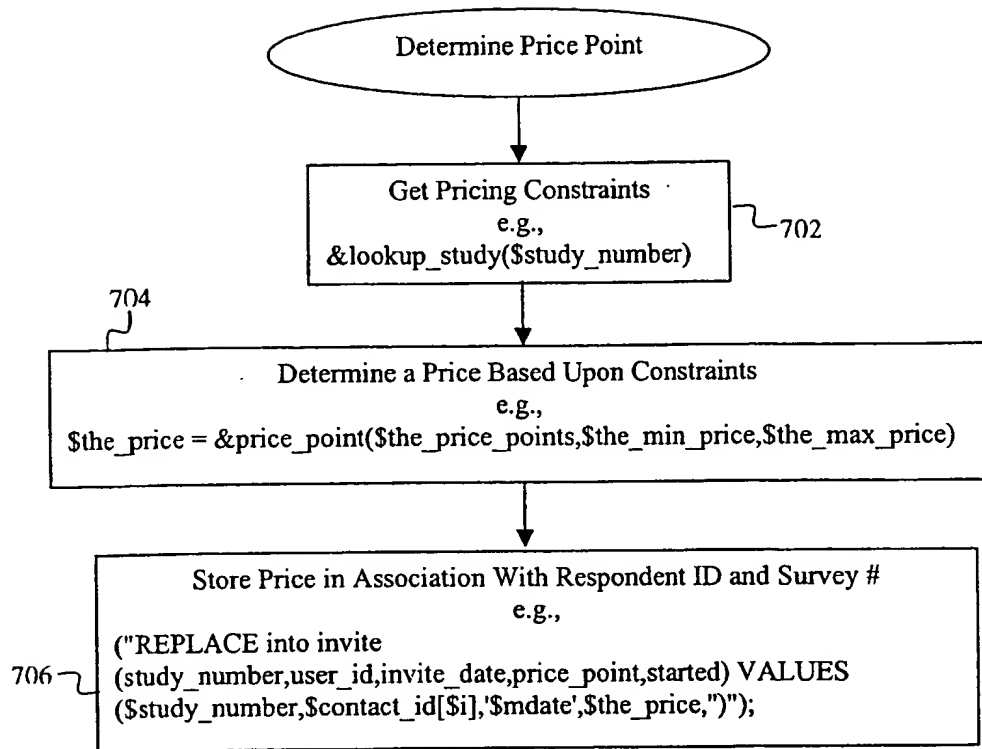 Determine Price Point
Get Pricing Constraints
e.g.,
&lookup_study($study_number)
702
704
Determine a Price Based Upon Constraints
e.g.,
$the_price = &price_point($the_price_points,$the_min_price,$the_max_price)
Store Price in Association With Respondent ID and Survey #
e.g.,
("REPLACE into invite
(study_number,user_id,invite_date,price_point,started) VALUES
($study_number,$contact_id[$i],'$mdate',$the_price,'')");
706